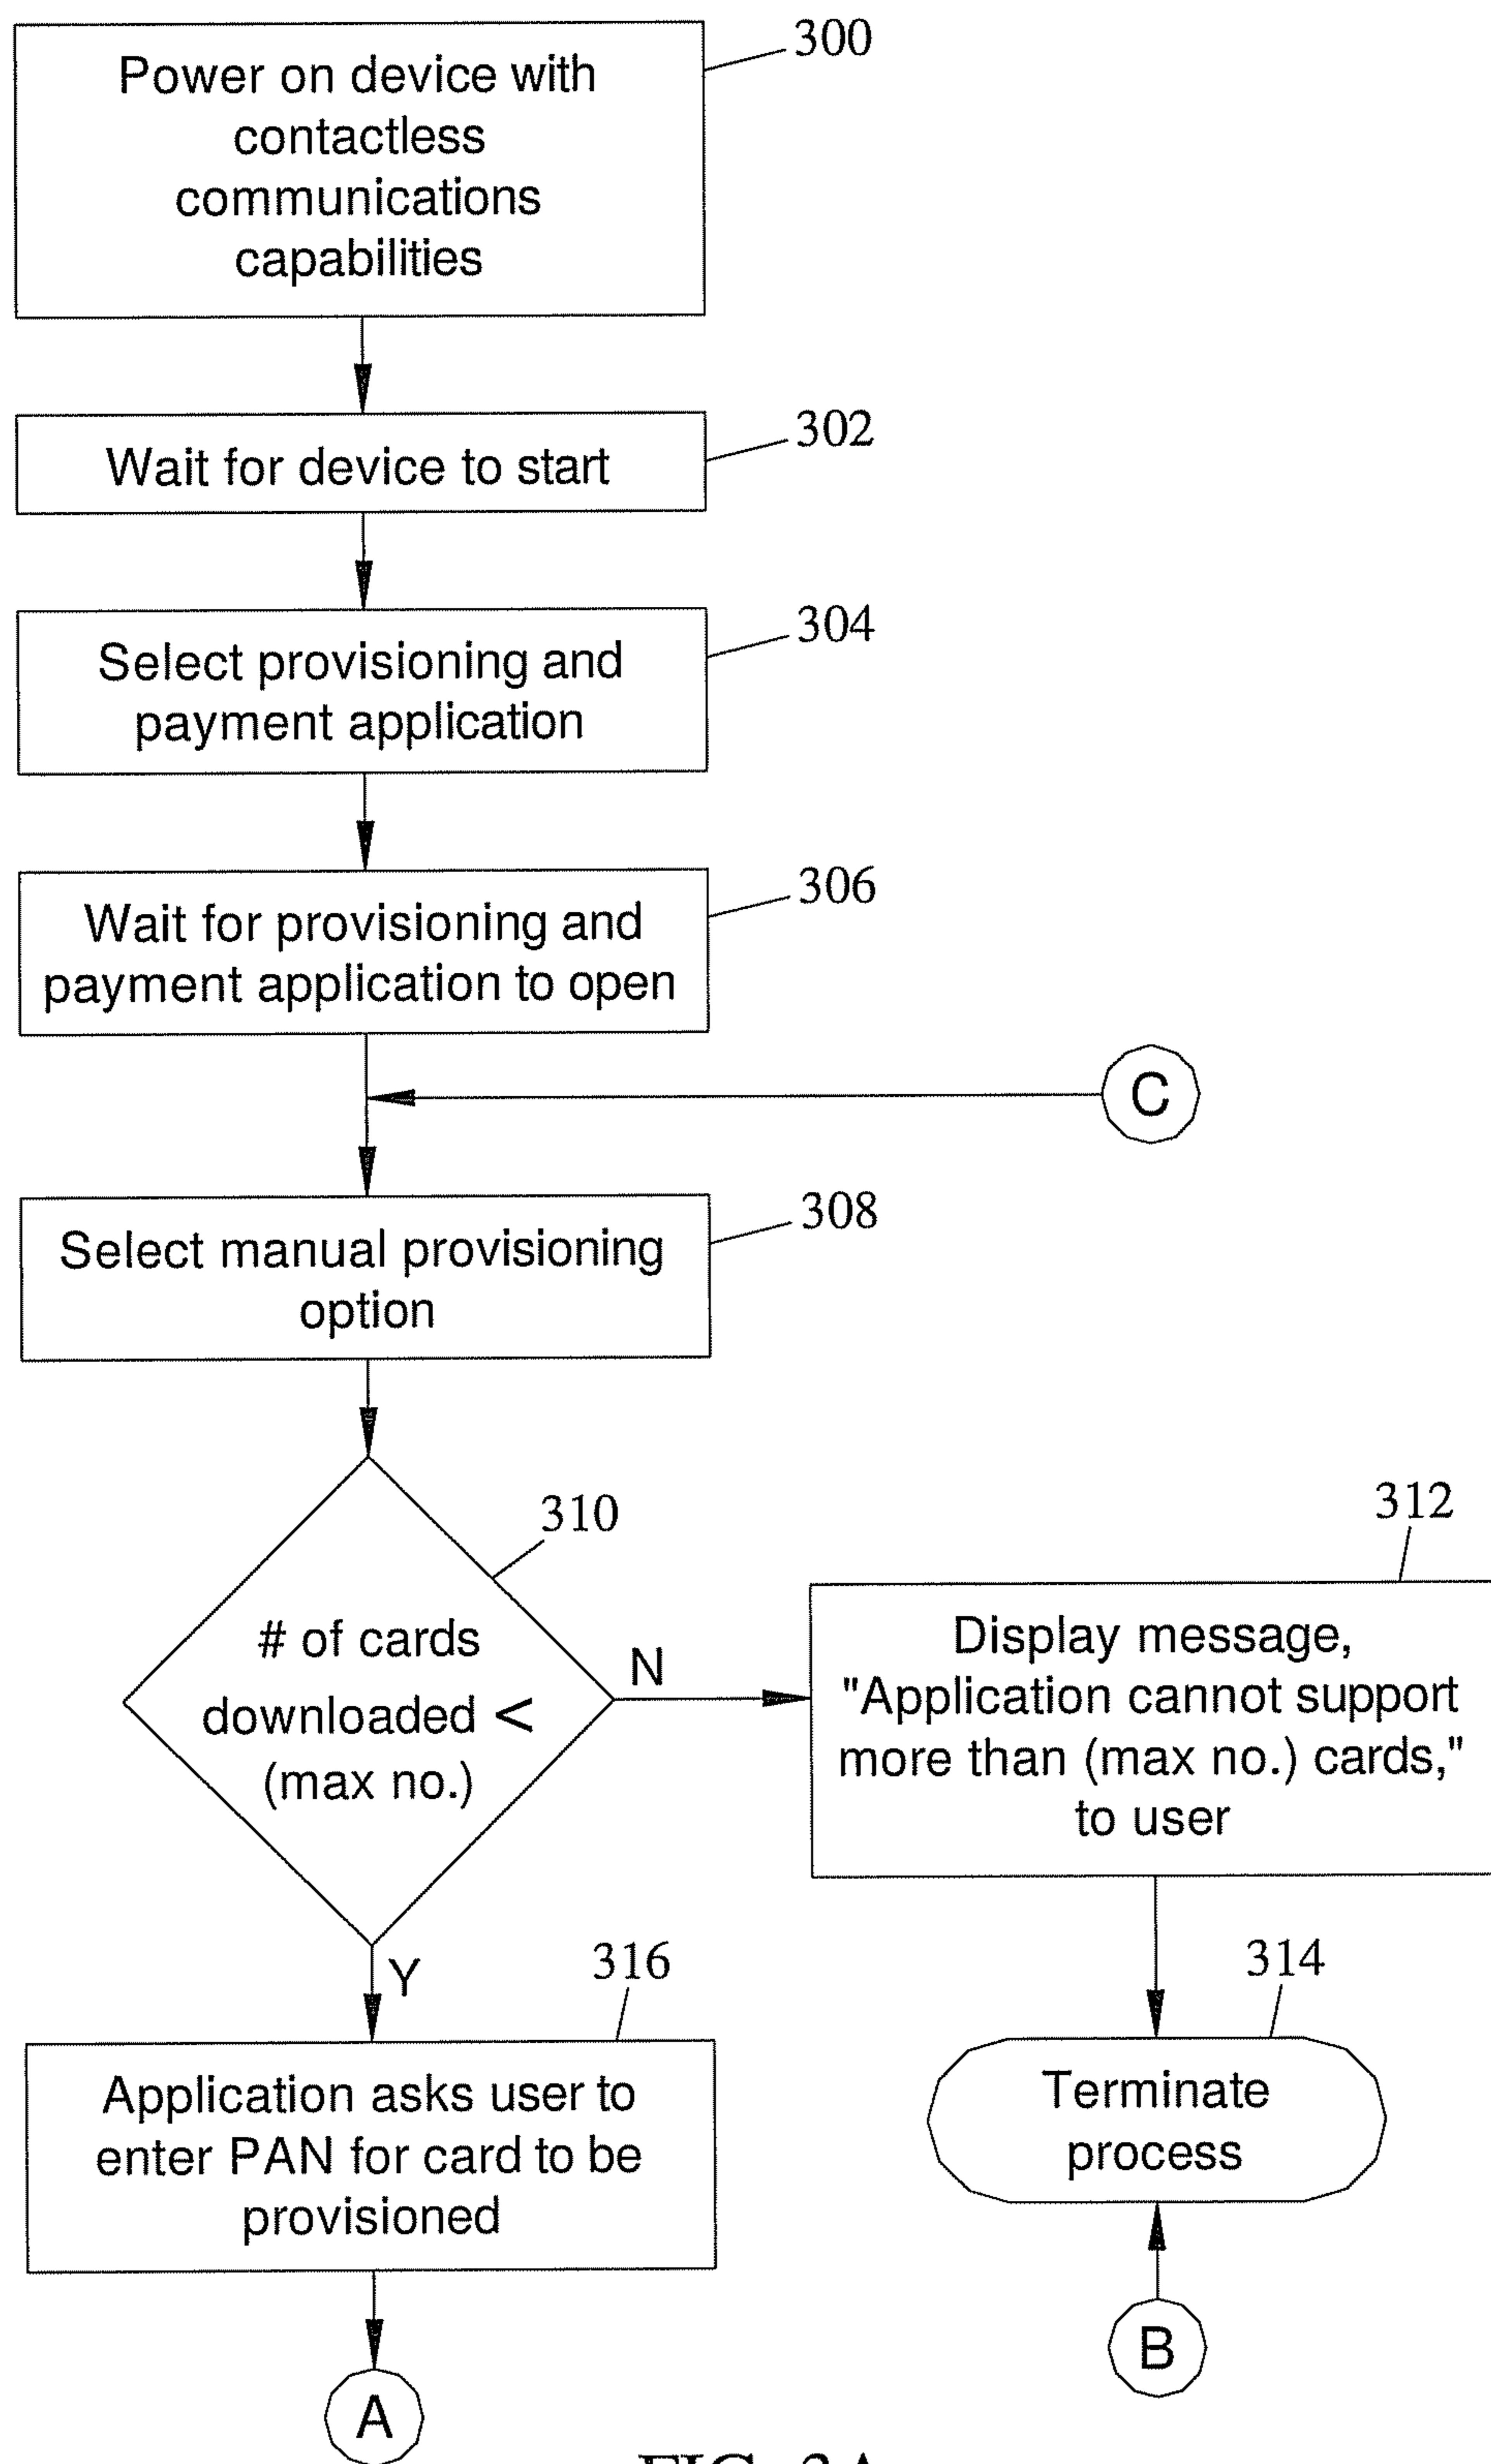 300
Power on device with
contactless
communications
capabilities
302
Wait for device to start
304
Select provisioning and
payment application
306
Wait for provisioning and
payment application to open
C
308
Select manual provisioning
option
310
# of cards
downloaded <
(max no.)
N
312
Display message,
"Application cannot support
more than (max no.) cards,"
to user
Y
316
Application asks user to
enter PAN for card to be
provisioned
314
Terminate
process
B
A